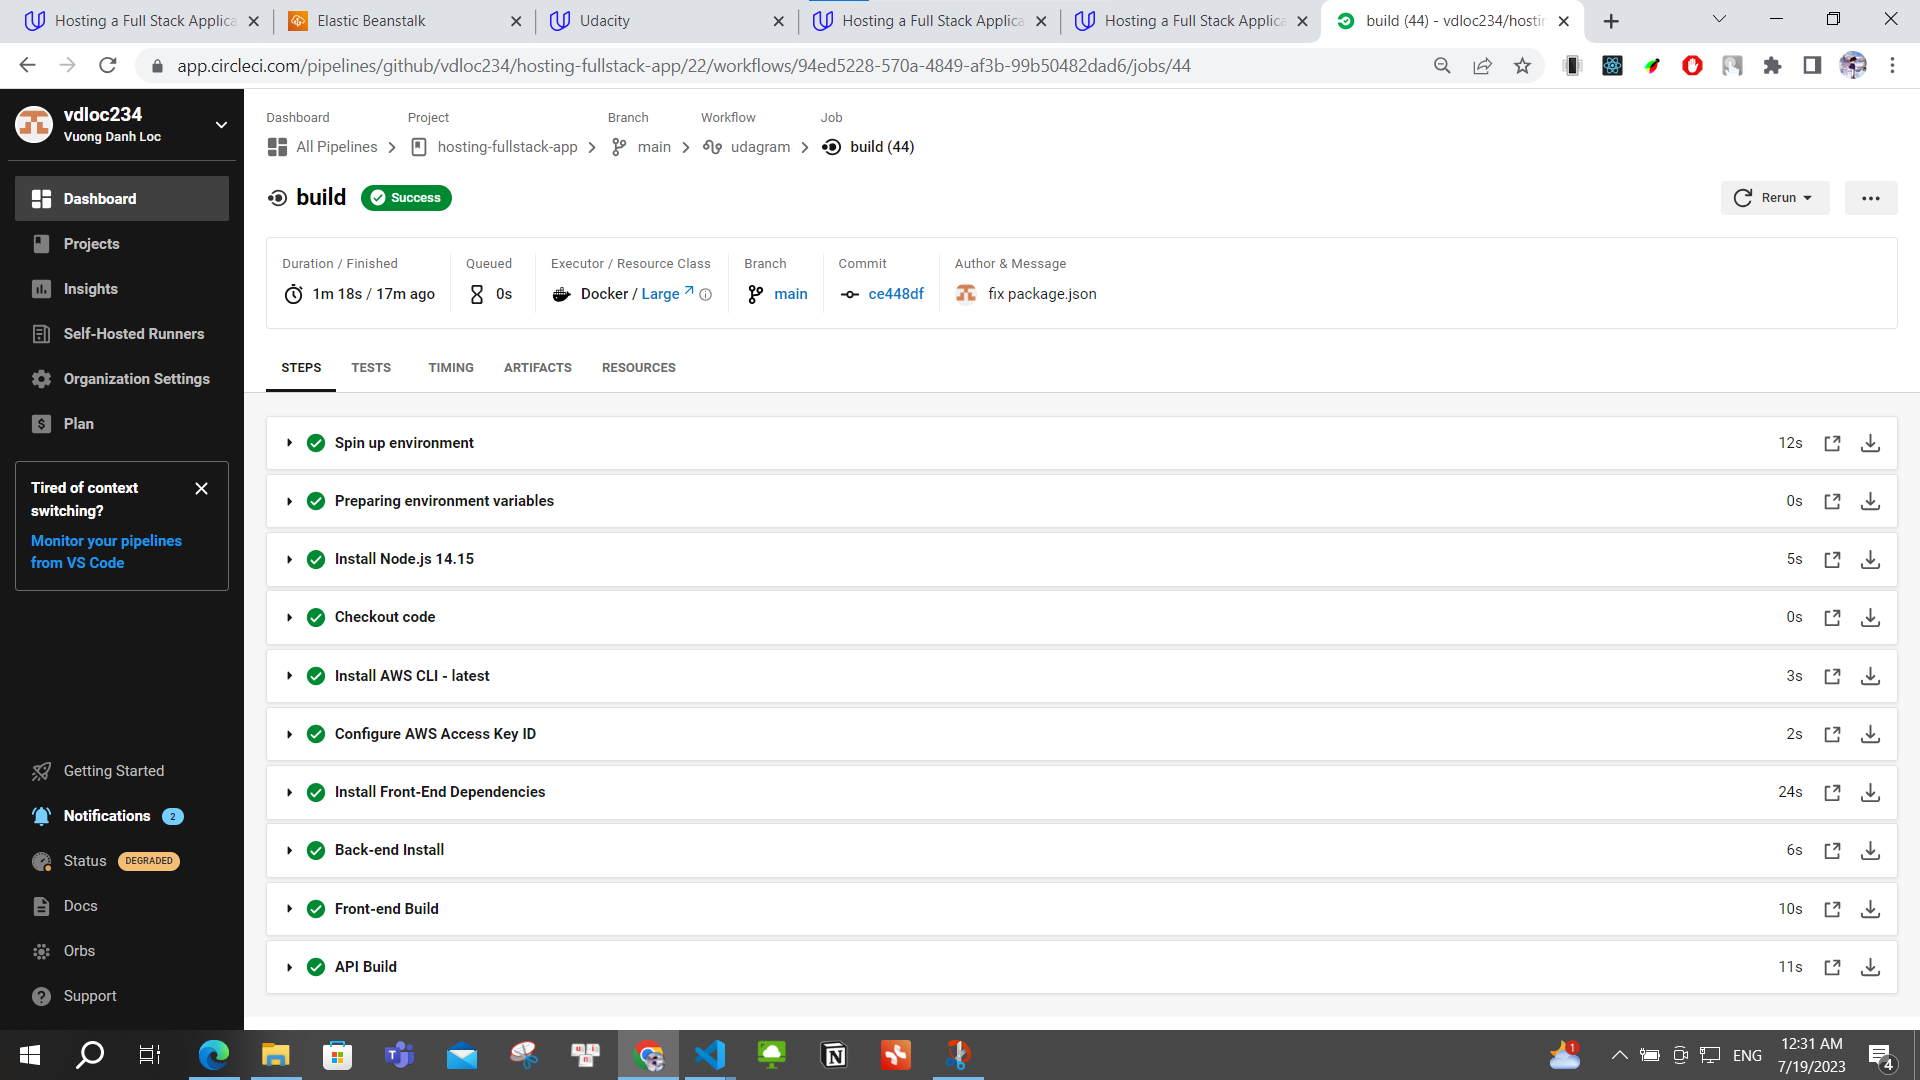 Hosting a Full Stack Applica
Elastic Beanstalk
Udacity
Hosting a Full Stack Applica
Hosting a Full Stack Applica
build (44) - vdloc234/hostin
app.circleci.com/pipelines/github/vdloc234/hosting-fullstack-app/22/workflows/94ed5228-570a-4849-af3b-99b50482dad6/jobs/44
vdloc234
Vuong Danh Loc
Dashboard
Projects
Insights
Self-Hosted Runners
Organization Settings
Plan
Tired of context
switching?
Monitor your pipelines
from VS Code
Getting Started
Notifications 2
Status DEGRADED
Docs
Orbs
Support
Dashboard Project Branch Workflow Job
All Pipelines hosting-fullstack-app main udagram build (44)
build Success
Rerun
Duration / Finished
1m 18s / 17m ago
Queued
0s
Executor / Resource Class
Docker / Large
Branch
main
Commit
ce448df
Author & Message
fix package.json
STEPS TESTS TIMING ARTIFACTS RESOURCES
Spin up environment 12s
Preparing environment variables 0s
Install Node.js 14.15 5s
Checkout code 0s
Install AWS CLI - latest 3s
Configure AWS Access Key ID 2s
Install Front-End Dependencies 24s
Back-end Install 6s
Front-end Build 10s
API Build 11s
1
ENG
12:31 AM
7/19/2023
4